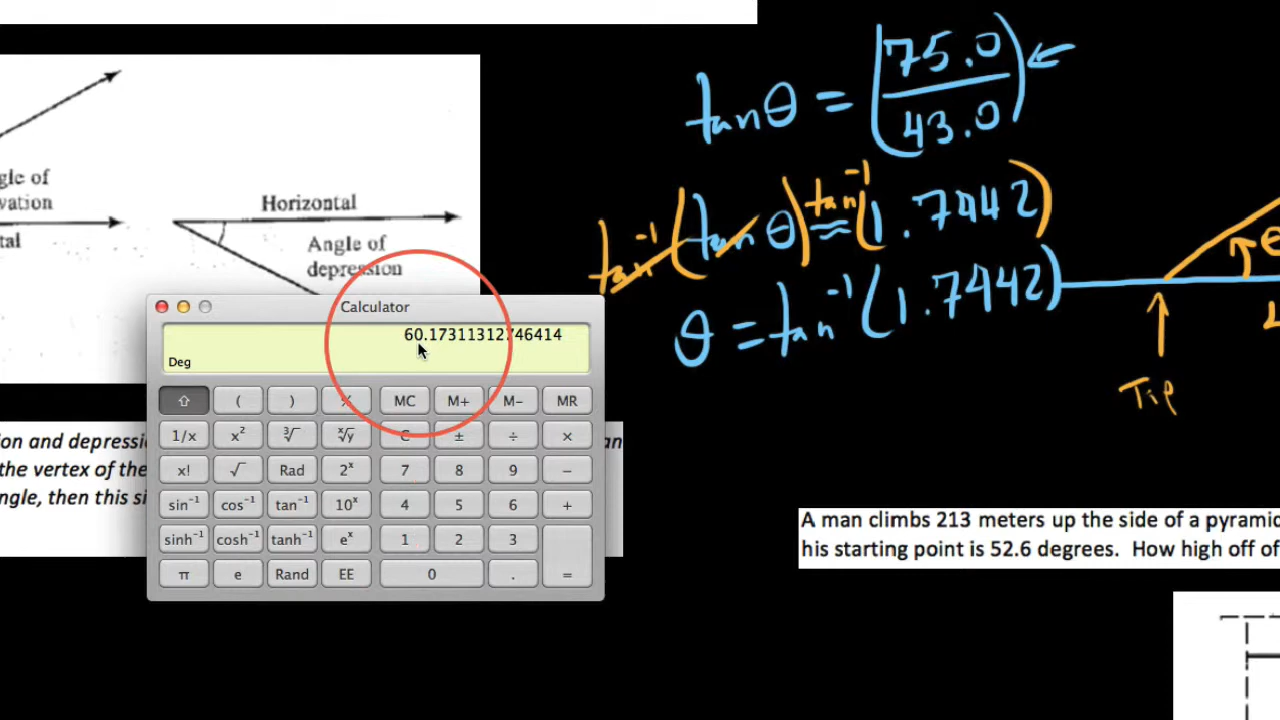 gle of
vation
tal
Horizontal
Angle of
depression
tanθ = (75.0/43.0)
tan⁻¹(tanθ) ≈ tan⁻¹(1.7442)
θ = tan⁻¹(1.7442)
θ
Tip
Calculator
60.17311312746414
Deg
( ) % MC M+ M- MR
1/x x² ³√ ˣ√y C ± ÷ ×
x! √ Rad 2ˣ 7 8 9 −
sin⁻¹ cos⁻¹ tan⁻¹ 10ˣ 4 5 6 +
sinh⁻¹ cosh⁻¹ tanh⁻¹ eˣ 1 2 3
π e Rand EE 0 . =
ion and depressi an
the vertex of the
ngle, then this si
A man climbs 213 meters up the side of a pyramid
his starting point is 52.6 degrees. How high off of